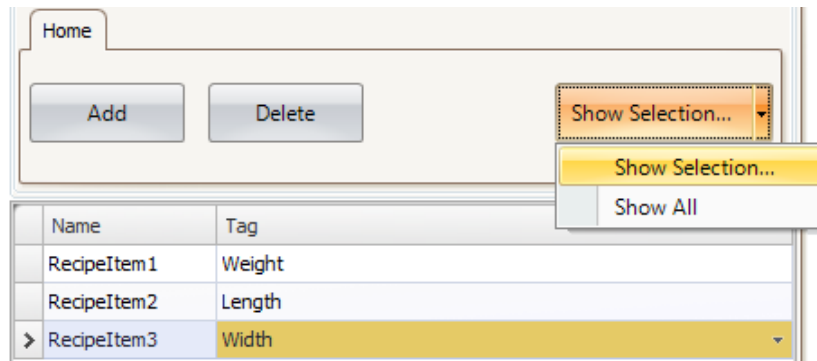 Home
Add Delete Show Selection...
Show Selection...
Show All
Name Tag
RecipeItem1 Weight
RecipeItem2 Length
RecipeItem3 Width